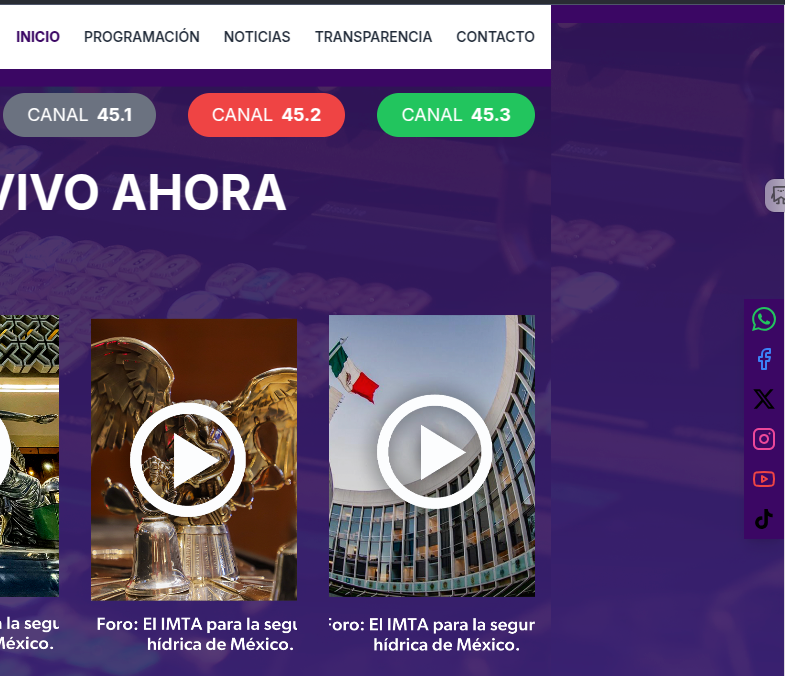 INICIO PROGRAMACIÓN NOTICIAS TRANSPARENCIA CONTACTO
CANAL 45.1 CANAL 45.2 CANAL 45.3
VIVO AHORA
la segu
México.
Foro: El IMTA para la segu
hídrica de México.
Foro: El IMTA para la segur
hídrica de México.